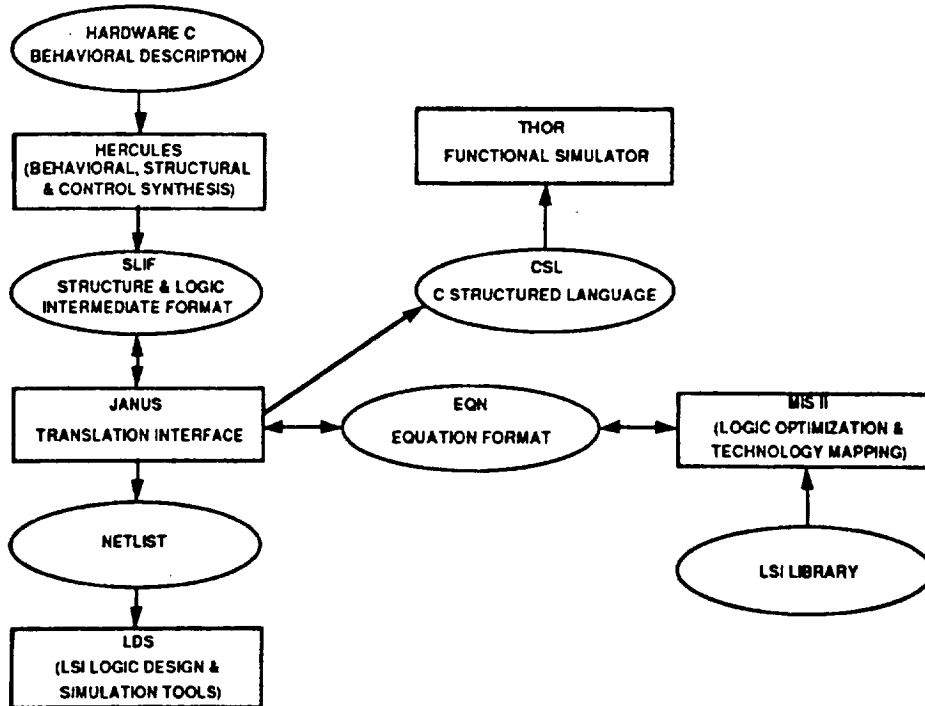 HARDWARE C
BEHAVIORAL DESCRIPTION
HERCULES
(BEHAVIORAL, STRUCTURAL
& CONTROL SYNTHESIS)
SLIF
STRUCTURE & LOGIC
INTERMEDIATE FORMAT
JANUS
TRANSLATION INTERFACE
NETLIST
LDS
(LSI LOGIC DESIGN &
SIMULATION TOOLS)
THOR
FUNCTIONAL SIMULATOR
CSL
C STRUCTURED LANGUAGE
EQN
EQUATION FORMAT
MIS II
(LOGIC OPTIMIZATION &
TECHNOLOGY MAPPING)
LSI LIBRARY